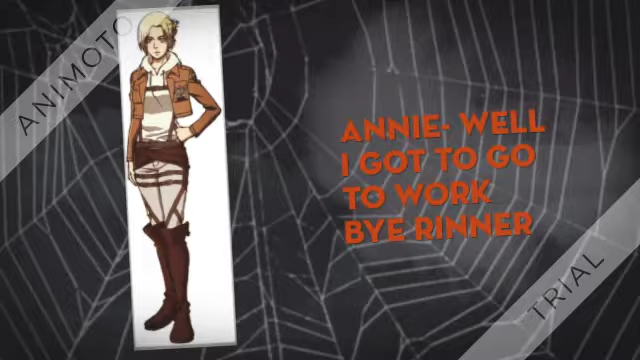 ANIMOTO
ANNIE- WELL
I GOT TO GO
TO WORK
BYE RINNER
TRIAL